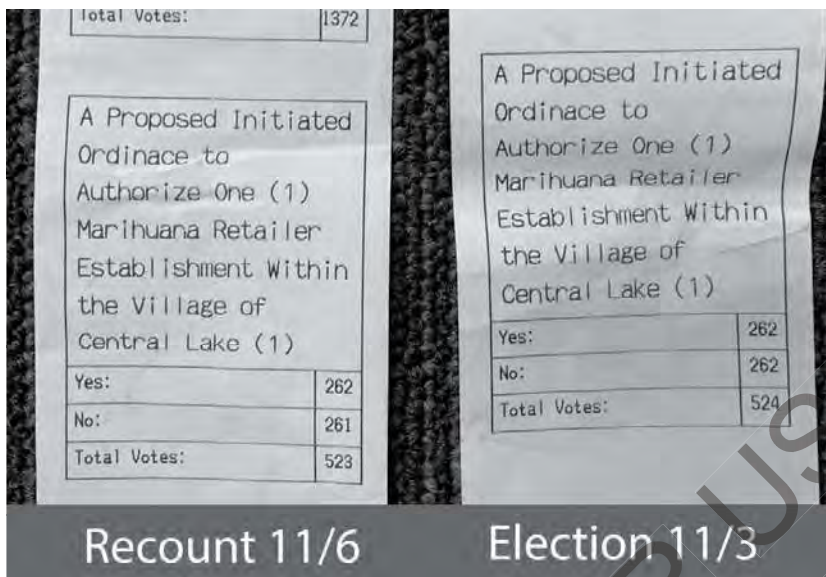 Total Votes: 1372
A Proposed Initiated
Ordinace to
Authorize One (1)
Marihuana Retailer
Establishment Within
the Village of
Central Lake (1)
Yes: 262
No: 261
Total Votes: 523
Recount 11/6
A Proposed Initiated
Ordinace to
Authorize One (1)
Marihuana Retailer
Establishment Within
the Village of
Central Lake (1)
Yes: 262
No: 262
Total Votes: 524
Election 11/3
US